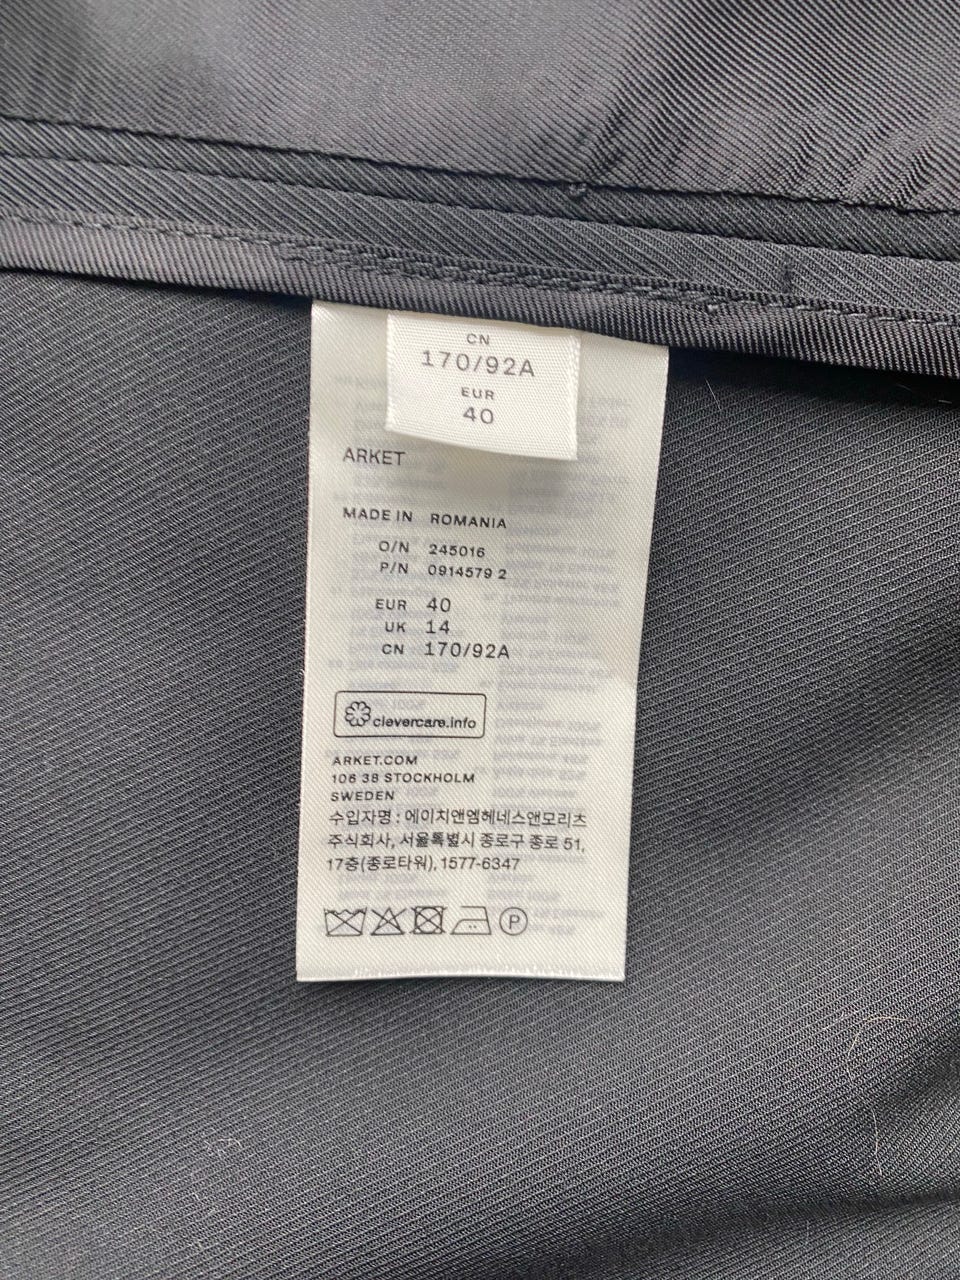 CN
170/92A
EUR
40
ARKET
MADE IN ROMANIA
O/N 245016
P/N 0914579 2
EUR 40
UK 14
CN 170/92A
clevercare.info
ARKET.COM
106 38 STOCKHOLM
SWEDEN
수입자명 : 에이치앤엠헤네스앤모리츠
주식회사, 서울특별시 종로구 종로 51,
17층(종로타워), 1577-6347
P